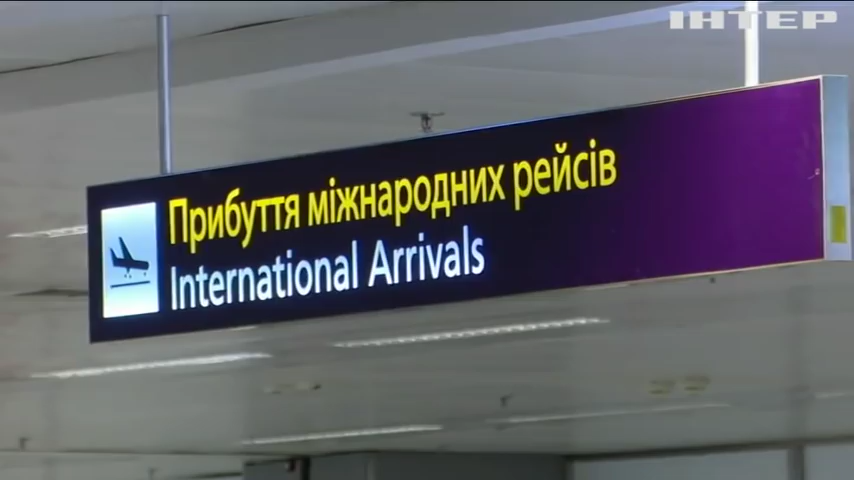 ІНТЕР
Прибуття міжнародних рейсів
International Arrivals